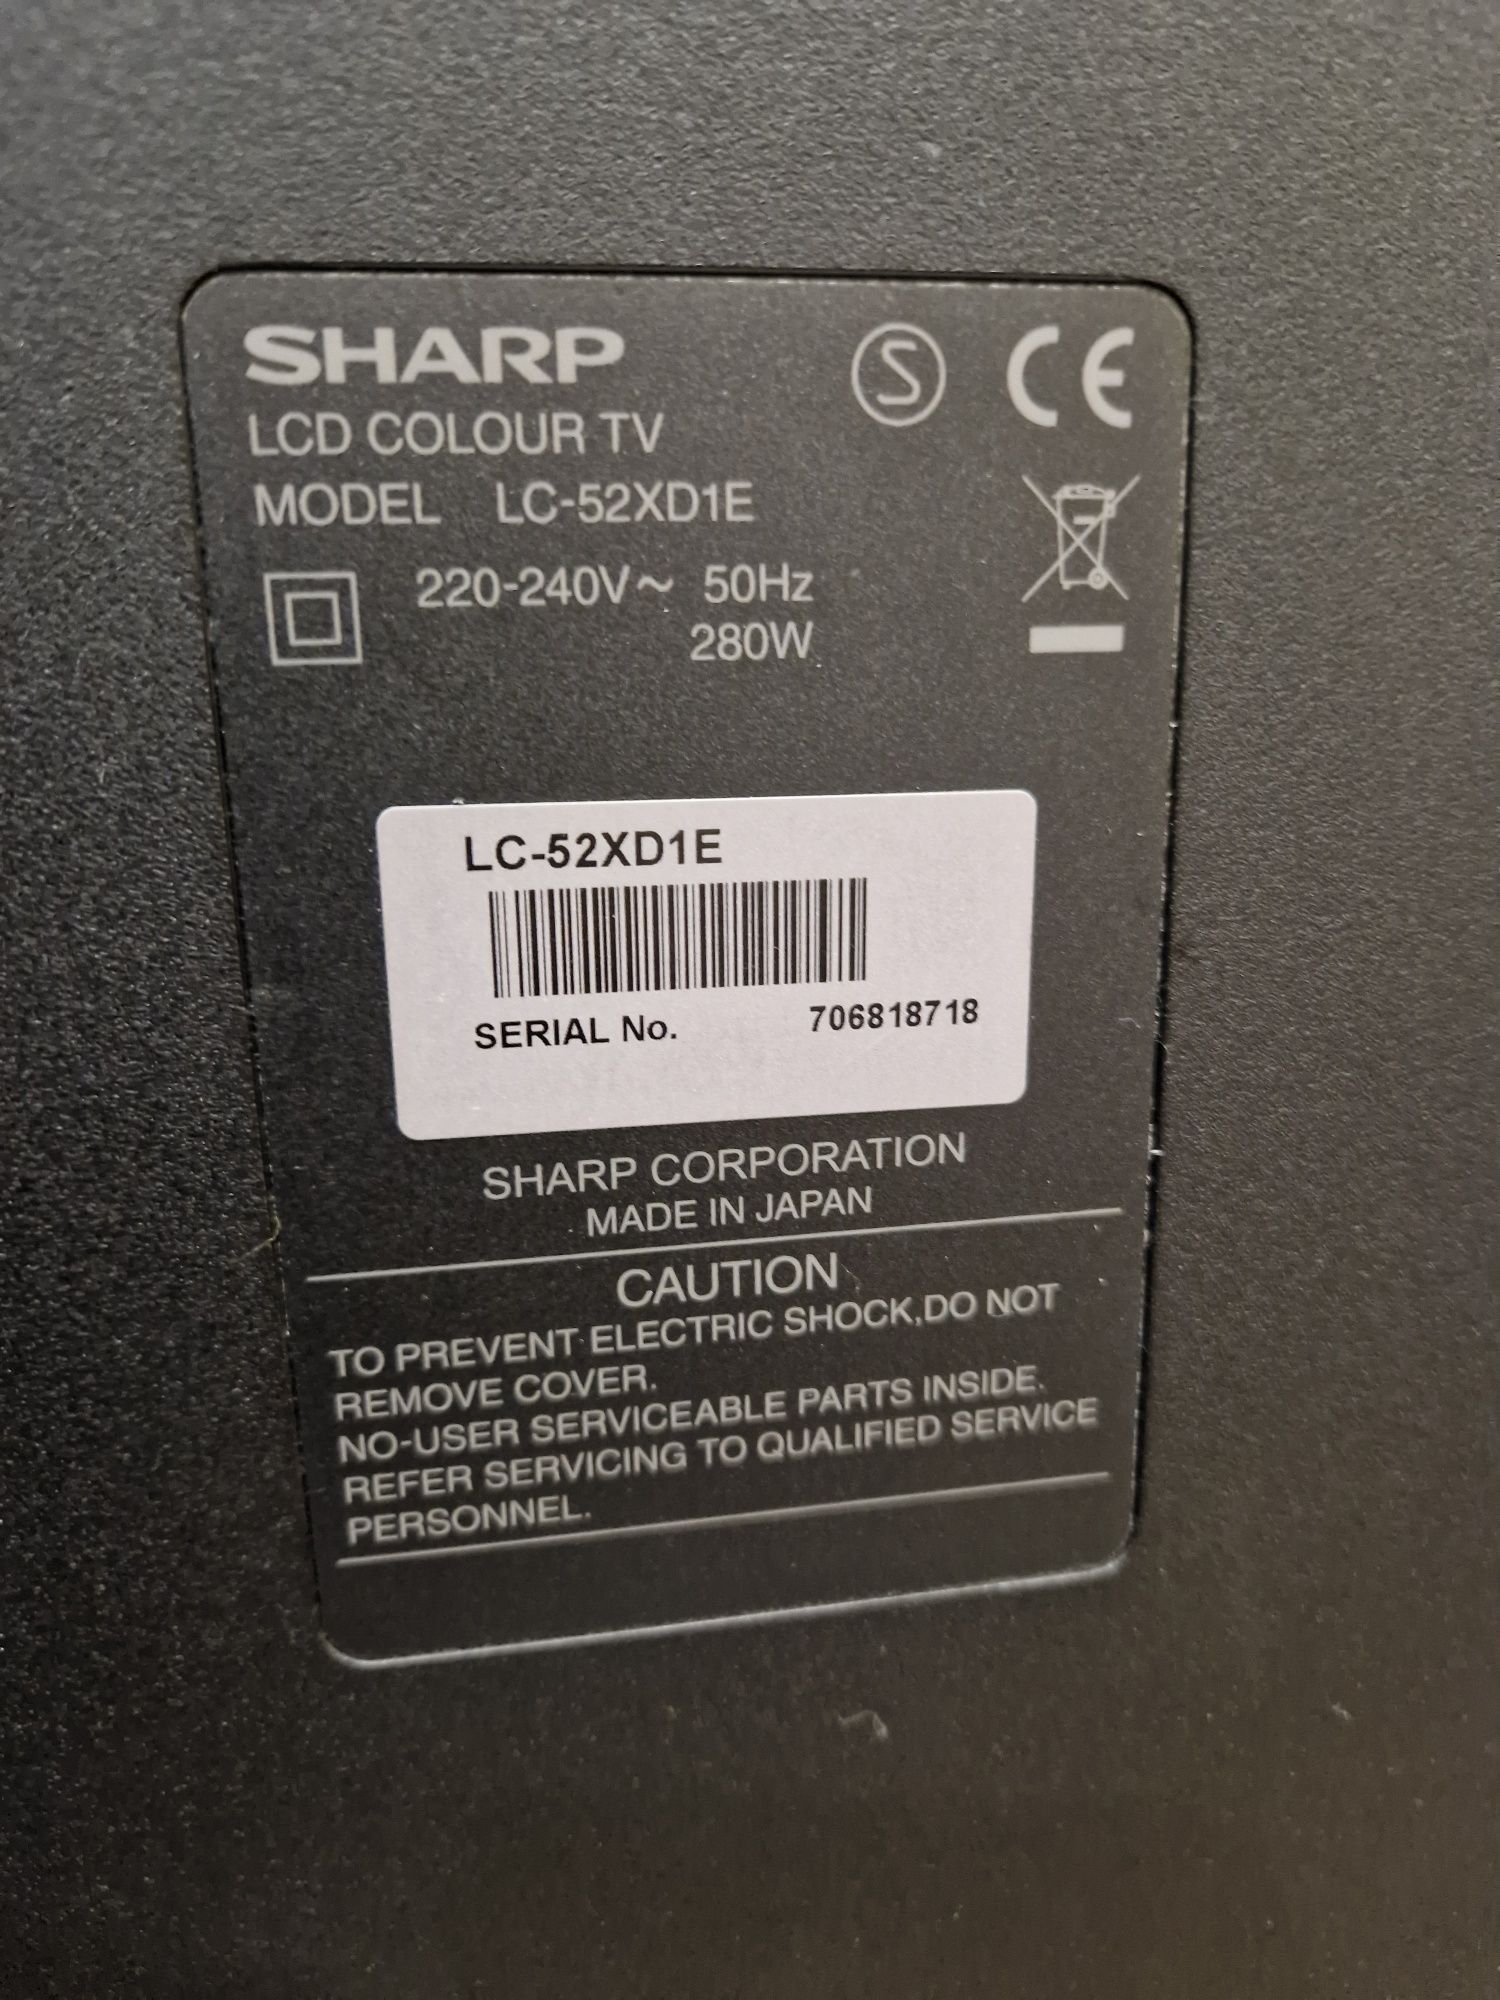 SHARP
LCD COLOUR TV
MODEL LC-52XD1E
220-240V~ 50Hz
280W
S
CE
LC-52XD1E
SERIAL No. 706818718
SHARP CORPORATION
MADE IN JAPAN
CAUTION
TO PREVENT ELECTRIC SHOCK,DO NOT
REMOVE COVER.
NO-USER SERVICEABLE PARTS INSIDE.
REFER SERVICING TO QUALIFIED SERVICE
PERSONNEL.